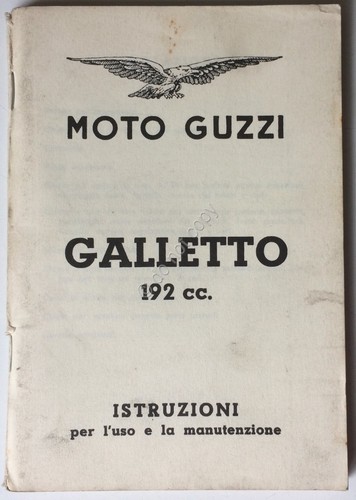 MOTO GUZZI
GALLETTO
192 cc.
ISTRUZIONI
per l'uso e la manutenzione